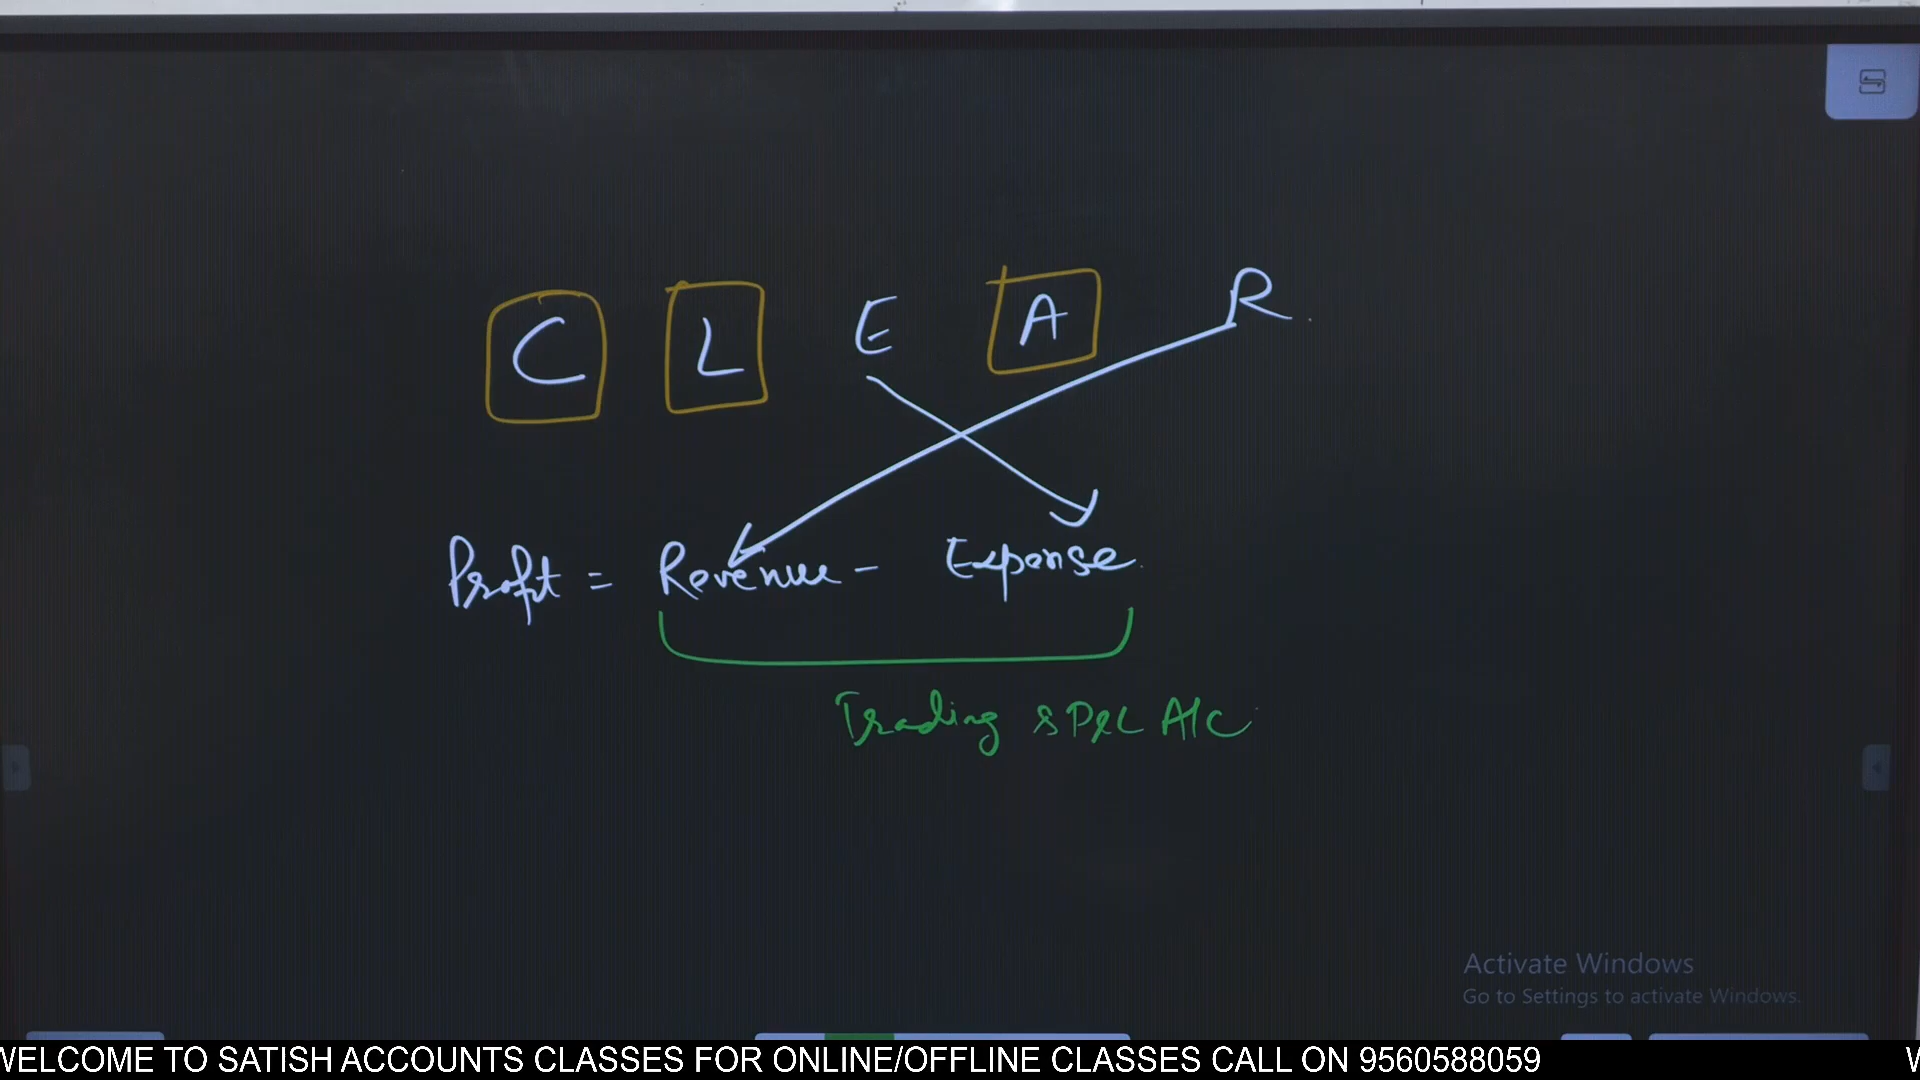 C L E A R.
Profit = Revenue - Expense.
Trading & P&L A/C
Activate Windows
Go to Settings to activate Windows.
WELCOME TO SATISH ACCOUNTS CLASSES FOR ONLINE/OFFLINE CLASSES CALL ON 9560588059 W